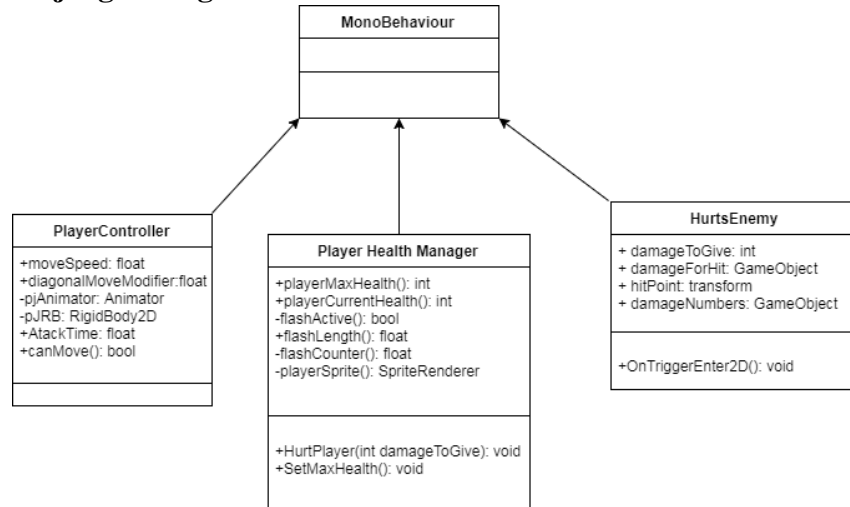 MonoBehaviour
PlayerController
+moveSpeed: float
+diagonalMoveModifier:float
-pjAnimator: Animator
-pJRB: RigidBody2D
+AtackTime: float
+canMove(): bool
Player Health Manager
+playerMaxHealth(): int
+playerCurrentHealth(): int
-flashActive(): bool
+flashLength(): float
-flashCounter(): float
-playerSprite(): SpriteRenderer
+HurtPlayer(int damageToGive): void
+SetMaxHealth(): void
HurtsEnemy
+ damageToGive: int
+ damageForHit: GameObject
+ hitPoint: transform
+ damageNumbers: GameObject
+OnTriggerEnter2D(): void